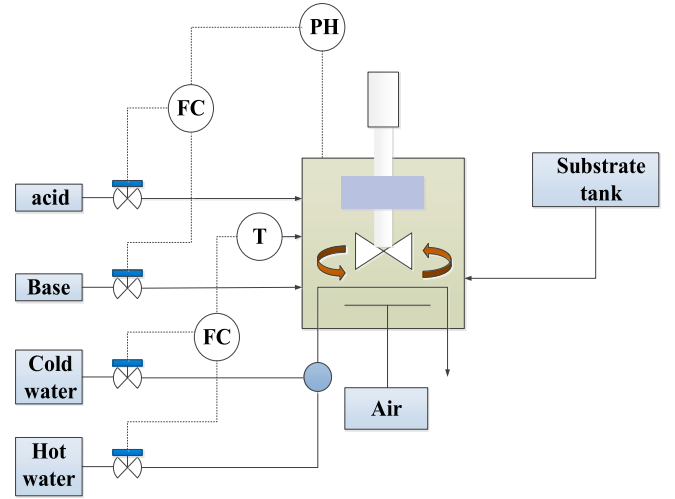 PH
FC
acid
Substrate
tank
T
Base
FC
Cold
water
Air
Hot
water